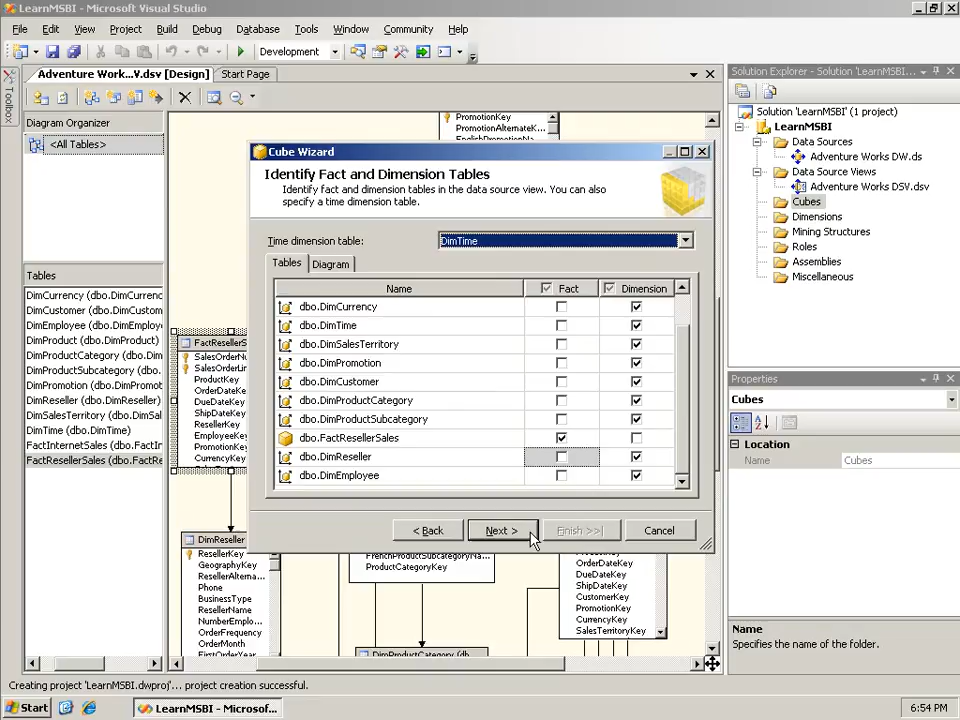 LearnMSBI - Microsoft Visual Studio
File Edit View Project Build Debug Database Tools Window Community Help
Development
Toolbox
Adventure Work...V.dsv [Design] Start Page
Diagram Organizer
<All Tables>
Tables
DimCurrency (dbo.DimCurrenc
DimCustomer (dbo.DimCustom
DimEmployee (dbo.DimEmploy
DimProduct (dbo.DimProduct)
DimProductCategory (dbo.Dim
DimProductSubcategory (dbo.
DimPromotion (dbo.DimPromot
DimReseller (dbo.DimReseller)
DimSalesTerritory (dbo.DimSal
DimTime (dbo.DimTime)
FactInternetSales (dbo.FactIn
FactResellerSales (dbo.FactRe
PromotionKey
PromotionAlternateK...
EnglishPromotionNa...
FactResellerS
SalesOrderNu
SalesOrderLin
ProductKey
OrderDateKe
DueDateKey
ShipDateKey
ResellerKey
EmployeeKey
PromotionKey
CurrencyKey
DimReseller
ResellerKey
GeographyKey
ResellerAlterna...
Phone
BusinessType
ResellerName
NumberEmplo...
OrderFrequency
OrderMonth
FirstOrderYear
FrenchProductSubcategoryNa...
ProductCategoryKey
DimProductCategory (db
OrderDateKey
DueDateKey
ShipDateKey
CustomerKey
PromotionKey
CurrencyKey
SalesTerritoryKey
Cube Wizard
Identify Fact and Dimension Tables
Identify fact and dimension tables in the data source view. You can also
specify a time dimension table.
Time dimension table: DimTime
Tables Diagram
Name Fact Dimension
dbo.DimCurrency
dbo.DimTime
dbo.DimSalesTerritory
dbo.DimPromotion
dbo.DimCustomer
dbo.DimProductCategory
dbo.DimProductSubcategory
dbo.FactResellerSales
dbo.DimReseller
dbo.DimEmployee
< Back Next > Finish >>| Cancel
Solution Explorer - Solution 'LearnMSBI'...
Solution 'LearnMSBI' (1 project)
LearnMSBI
Data Sources
Adventure Works DW.ds
Data Source Views
Adventure Works DSV.dsv
Cubes
Dimensions
Mining Structures
Roles
Assemblies
Miscellaneous
Properties
Cubes
Location
Name Cubes
Name
Specifies the name of the folder.
Creating project 'LearnMSBI.dwproj'... project creation successful.
Start LearnMSBI - Microsof... 6:54 PM